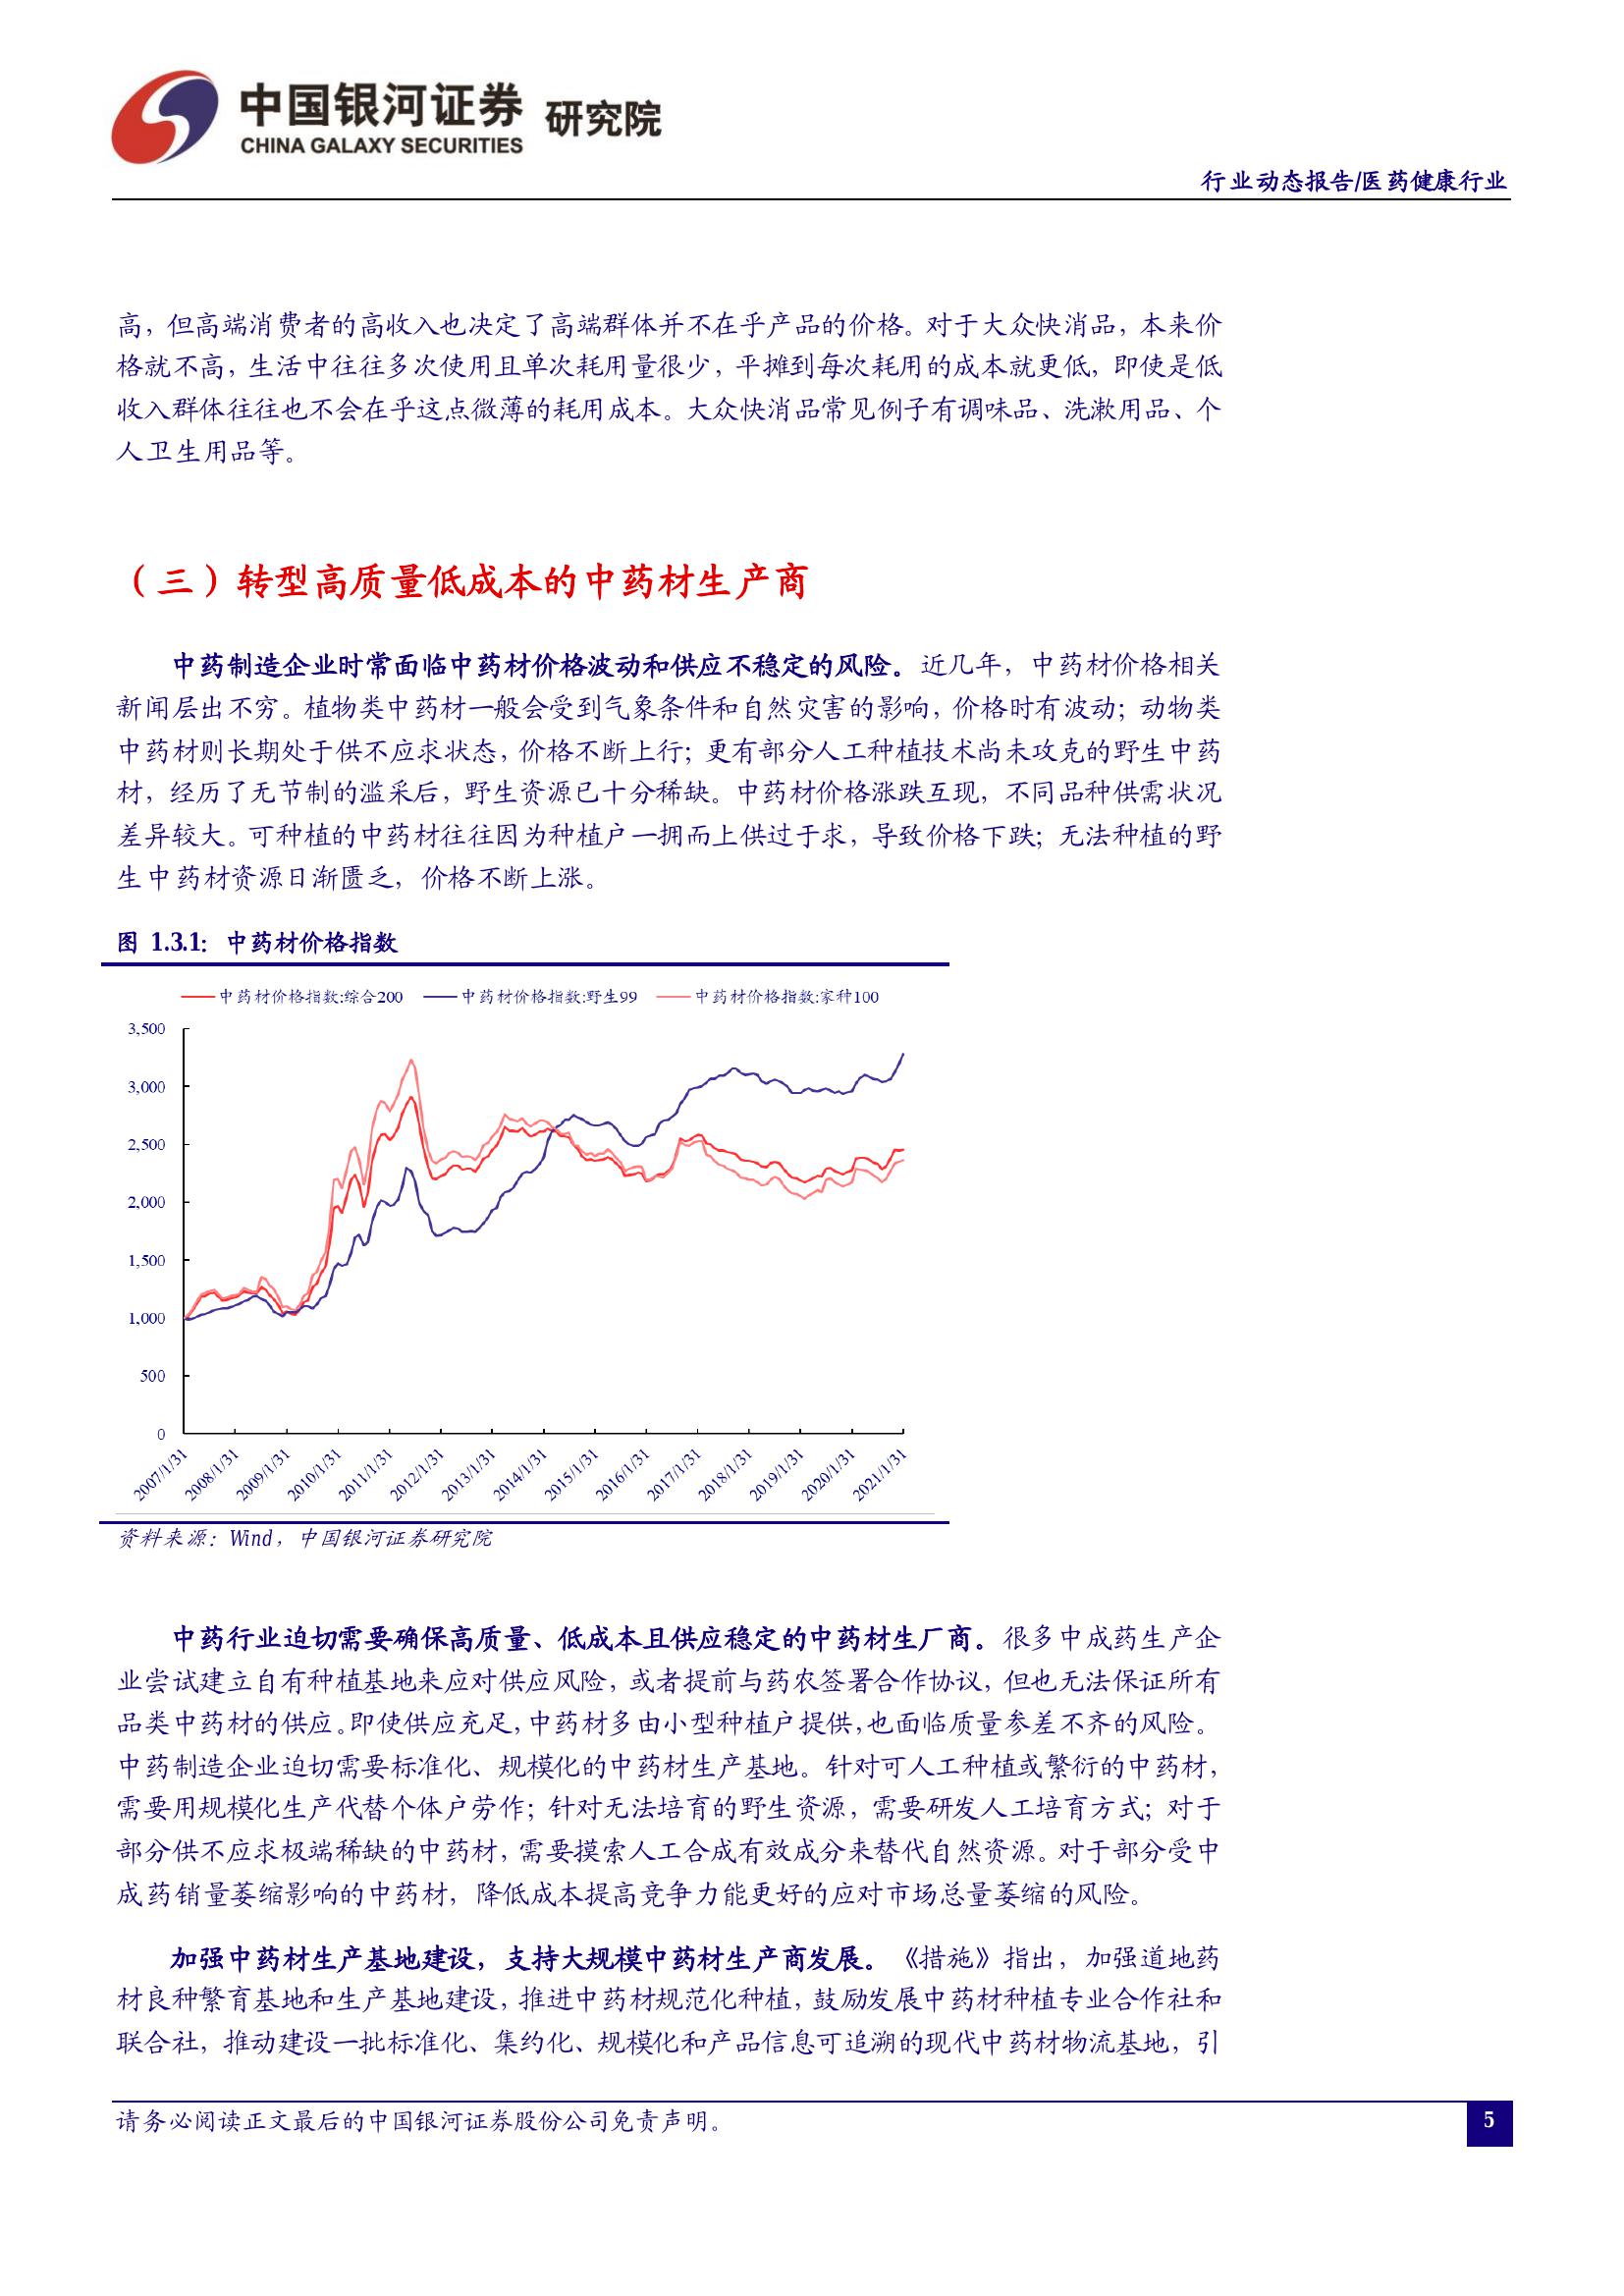 中国银河证券 研究院
CHINA GALAXY SECURITIES
行业动态报告/医药健康行业
高，但高端消费者的高收入也决定了高端群体并不在乎产品的价格。对于大众快消品，本来价
格就不高，生活中往往多次使用且单次耗用量很少，平摊到每次耗用的成本就更低，即使是低
收入群体往往也不会在乎这点微薄的耗用成本。大众快消品常见例子有调味品、洗漱用品、个
人卫生用品等。
（三）转型高质量低成本的中药材生产商
中药制造企业时常面临中药材价格波动和供应不稳定的风险。近几年，中药材价格相关
新闻层出不穷。植物类中药材一般会受到气象条件和自然灾害的影响，价格时有波动；动物类
中药材则长期处于供不应求状态，价格不断上行；更有部分人工种植技术尚未攻克的野生中药
材，经历了无节制的滥采后，野生资源已十分稀缺。中药材价格涨跌互现，不同品种供需状况
差异较大。可种植的中药材往往因为种植户一拥而上供过于求，导致价格下跌；无法种植的野
生中药材资源日渐匮乏，价格不断上涨。
图 1.3.1：中药材价格指数
中药材价格指数:综合200 中药材价格指数:野生99 中药材价格指数:家种100
3,500
3,000
2,500
2,000
1,500
1,000
500
0
2007/1/31 2008/1/31 2009/1/31 2010/1/31 2011/1/31 2012/1/31 2013/1/31 2014/1/31 2015/1/31 2016/1/31 2017/1/31 2018/1/31 2019/1/31 2020/1/31 2021/1/31
资料来源：Wind，中国银河证券研究院
中药行业迫切需要确保高质量、低成本且供应稳定的中药材生厂商。很多中成药生产企
业尝试建立自有种植基地来应对供应风险，或者提前与药农签署合作协议，但也无法保证所有
品类中药材的供应。即使供应充足，中药材多由小型种植户提供，也面临质量参差不齐的风险。
中药制造企业迫切需要标准化、规模化的中药材生产基地。针对可人工种植或繁衍的中药材，
需要用规模化生产代替个体户劳作；针对无法培育的野生资源，需要研发人工培育方式；对于
部分供不应求极端稀缺的中药材，需要摸索人工合成有效成分来替代自然资源。对于部分受中
成药销量萎缩影响的中药材，降低成本提高竞争力能更好的应对市场总量萎缩的风险。
加强中药材生产基地建设，支持大规模中药材生产商发展。《措施》指出，加强道地药
材良种繁育基地和生产基地建设，推进中药材规范化种植，鼓励发展中药材种植专业合作社和
联合社，推动建设一批标准化、集约化、规模化和产品信息可追溯的现代中药材物流基地，引
请务必阅读正文最后的中国银河证券股份公司免责声明。
5